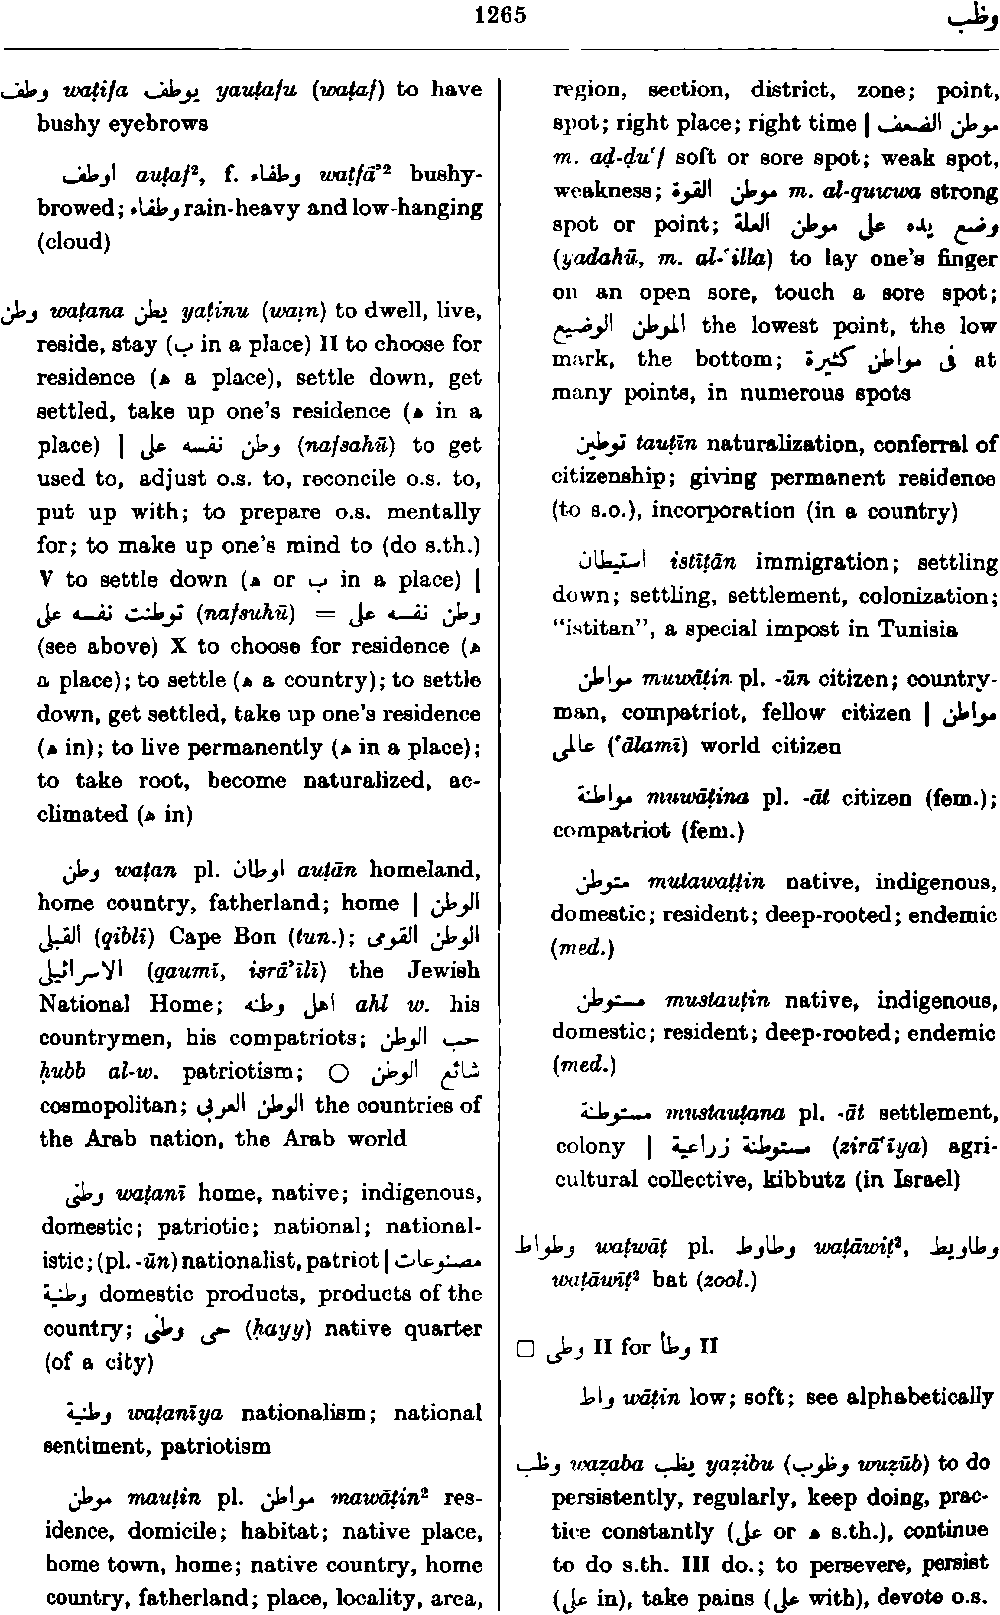 1265
وظب
وطف waṭifa يوطف yauṭafu (waṭaf) to have
bushy eyebrows
اوطف auṭaf², f. وطفاء waṭfā’² bushy-
browed; وطفاء rain-heavy and low-hanging
(cloud)
وطن waṭana يطن yaṭinu (waṭn) to dwell, live,
reside, stay (ب in a place) II to choose for
residence (ه a place), settle down, get
settled, take up one’s residence (ه in a
place) | وطن نفسه على (nafsahū) to get
used to, adjust o.s. to, reconcile o.s. to,
put up with; to prepare o.s. mentally
for; to make up one’s mind to (do s.th.)
V to settle down (ه or ب in a place) |
توطنت نفسه على (nafsuhū) = وطن نفسه على
(see above) X to choose for residence (ه
a place); to settle (ه a country); to settle
down, get settled, take up one’s residence
(ه in); to live permanently (ه in a place);
to take root, become naturalized, ac-
climated (ه in)
وطن waṭan pl. اوطان auṭān homeland,
home country, fatherland; home | الوطن
القبلي (qiblī) Cape Bon (tun.); الوطن القومى
الاسرائيلى (qaumī, isrā’īlī) the Jewish
National Home; اهل وطنه ahl w. his
countrymen, his compatriots; حب الوطن
ḥubb al-w. patriotism; ○ شائع الوطن
cosmopolitan; الوطن العربى the countries of
the Arab nation, the Arab world
وطنى waṭanī home, native; indigenous,
domestic; patriotic; national; national-
istic; (pl. -ūn) nationalist, patriot | مصنوعات
وطنية domestic products, products of the
country; حى وطنى (ḥayy) native quarter
(of a city)
وطنية waṭanīya nationalism; national
sentiment, patriotism
موطن mauṭin pl. مواطن mawāṭin² res-
idence, domicile; habitat; native place,
home town, home; native country, home
country, fatherland; place, locality, area,
region, section, district, zone; point,
spot; right place; right time | موطن الضعف
m. aḍ-ḍu‘f soft or sore spot; weak spot,
weakness; موطن القوة m. al-quwwa strong
spot or point; وضع يده على موطن العلة
(yadahū, m. al-‘illa) to lay one’s finger
on an open sore, touch a sore spot;
الموطن الوضيع the lowest point, the low
mark, the bottom; فى مواطن كثيرة at
many points, in numerous spots
توطين tauṭīn naturalization, conferral of
citizenship; giving permanent residence
(to s.o.), incorporation (in a country)
استيطان istīṭān immigration; settling
down; settling, settlement, colonization;
“istitan”, a special impost in Tunisia
مواطن muwāṭin pl. -ūn citizen; country-
man, compatriot, fellow citizen | مواطن
عالمى (‘ālamī) world citizen
مواطنة muwāṭina pl. -āt citizen (fem.);
compatriot (fem.)
متوطن mutawaṭṭin native, indigenous,
domestic; resident; deep-rooted; endemic
(med.)
مستوطن mustauṭin native, indigenous,
domestic; resident; deep-rooted; endemic
(med.)
مستوطنة mustauṭana pl. -āt settlement,
colony | مستوطنة زراعية (zirā‘īya) agri-
cultural collective, kibbutz (in Israel)
وطواط waṭwāṭ pl. وطاوط waṭāwiṭ², وطاويط
waṭāwīṭ² bat (zool.)
□ وطى II for وطأ II
واط wāṭin low; soft; see alphabetically
وظب waẓaba يظب yaẓibu (وظوب wuẓūb) to do
persistently, regularly, keep doing, prac-
tice constantly (على or ه s.th.), continue
to do s.th. III do.; to persevere, persist
(على in), take pains (على with), devote o.s.